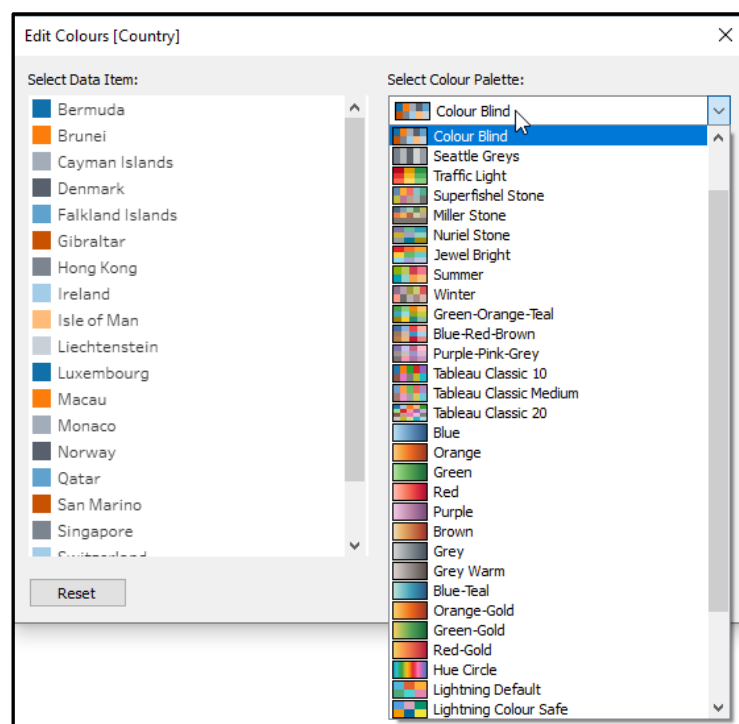 Edit Colours [Country]
Select Data Item:
Bermuda
Brunei
Cayman Islands
Denmark
Falkland Islands
Gibraltar
Hong Kong
Ireland
Isle of Man
Liechtenstein
Luxembourg
Macau
Monaco
Norway
Qatar
San Marino
Singapore
Switzerland
Reset
Select Colour Palette:
Colour Blind
Colour Blind
Seattle Greys
Traffic Light
Superfishel Stone
Miller Stone
Nuriel Stone
Jewel Bright
Summer
Winter
Green-Orange-Teal
Blue-Red-Brown
Purple-Pink-Grey
Tableau Classic 10
Tableau Classic Medium
Tableau Classic 20
Blue
Orange
Green
Red
Purple
Brown
Grey
Grey Warm
Blue-Teal
Orange-Gold
Green-Gold
Red-Gold
Hue Circle
Lightning Default
Lightning Colour Safe